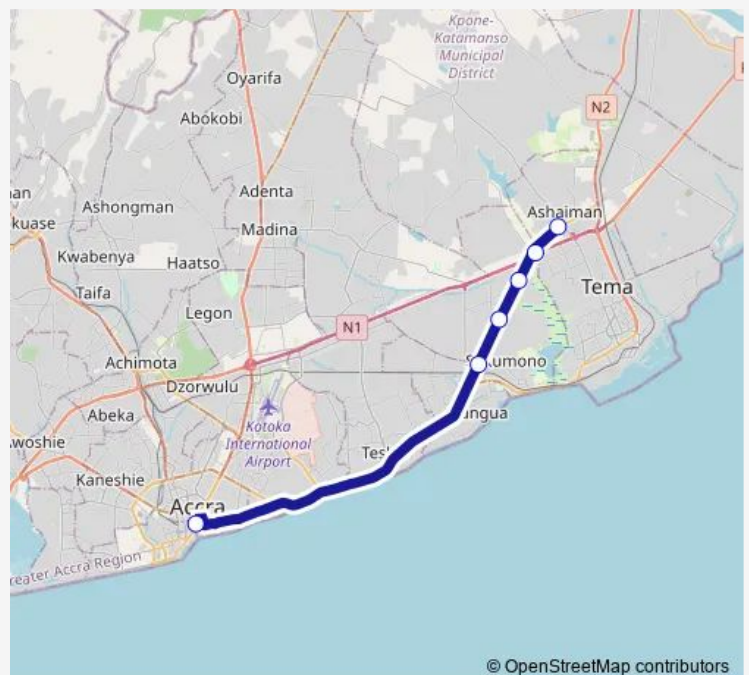 Kpone-
Katamanso
Municipal
District
Oyarifa
N2
Abokobi
Adenta
Ashongman
Ashaiman
kuase
Madina
Kwabenya
Haatso
Taifa
Tema
Legon
N1
Achimota
Dzorwulu
Abeka
Kotoka
International
Airport
Kaneshie
Accra
reater Accra Region
© OpenStreetMap contributors